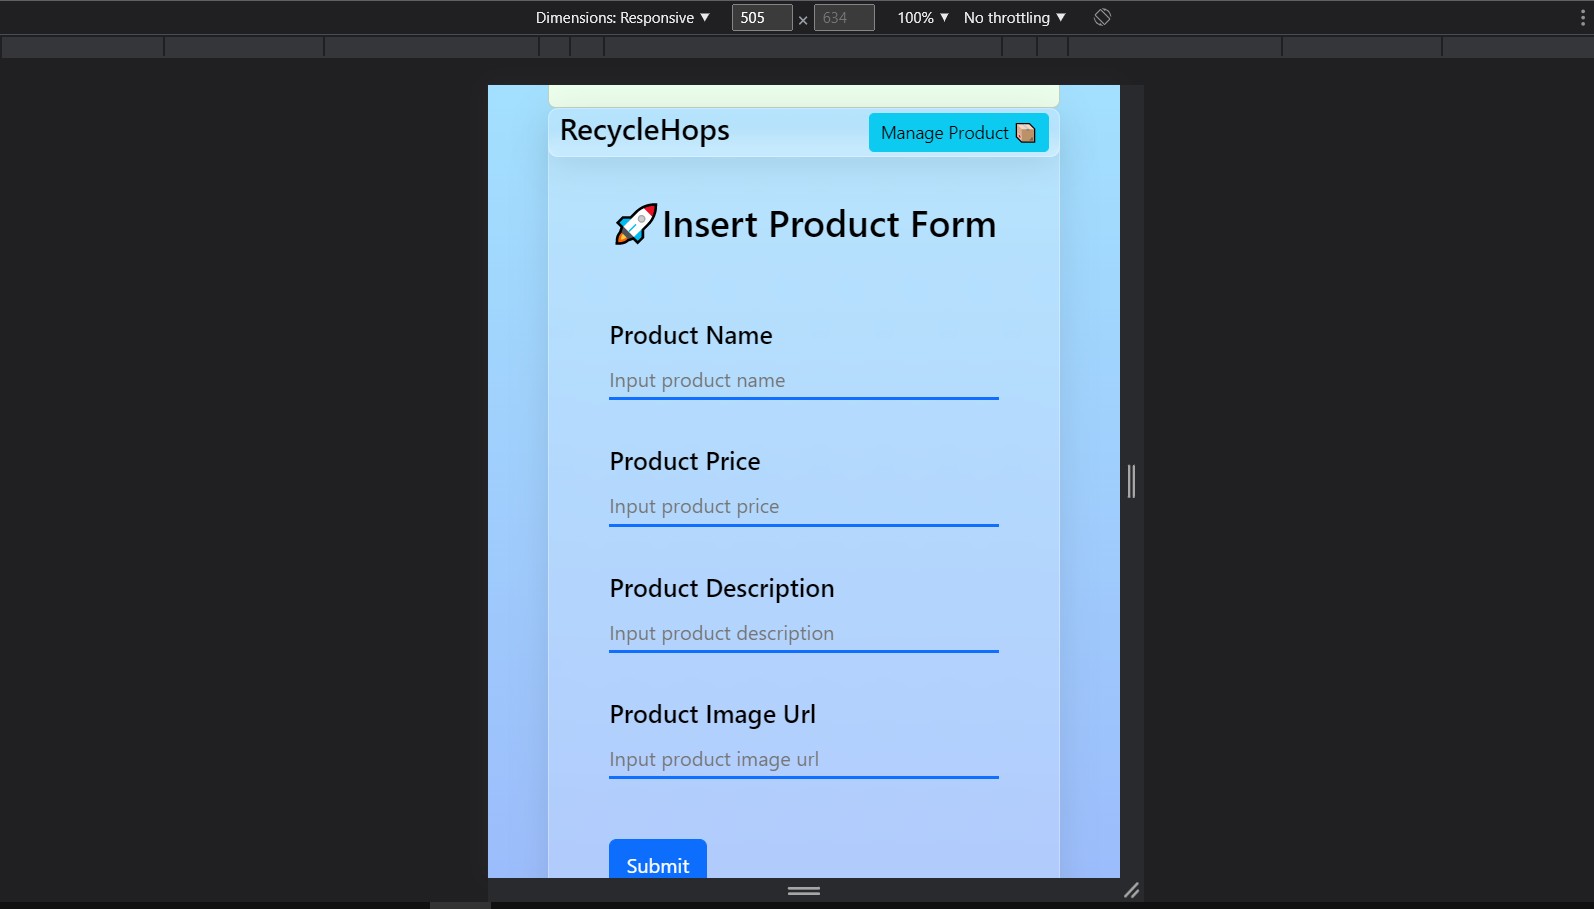 Dimensions: Responsive ▼ 505 × 634 100% ▼ No throttling ▼
RecycleHops
Manage Product 📦
🚀Insert Product Form
Product Name
Input product name
Product Price
Input product price
Product Description
Input product description
Product Image Url
Input product image url
Submit